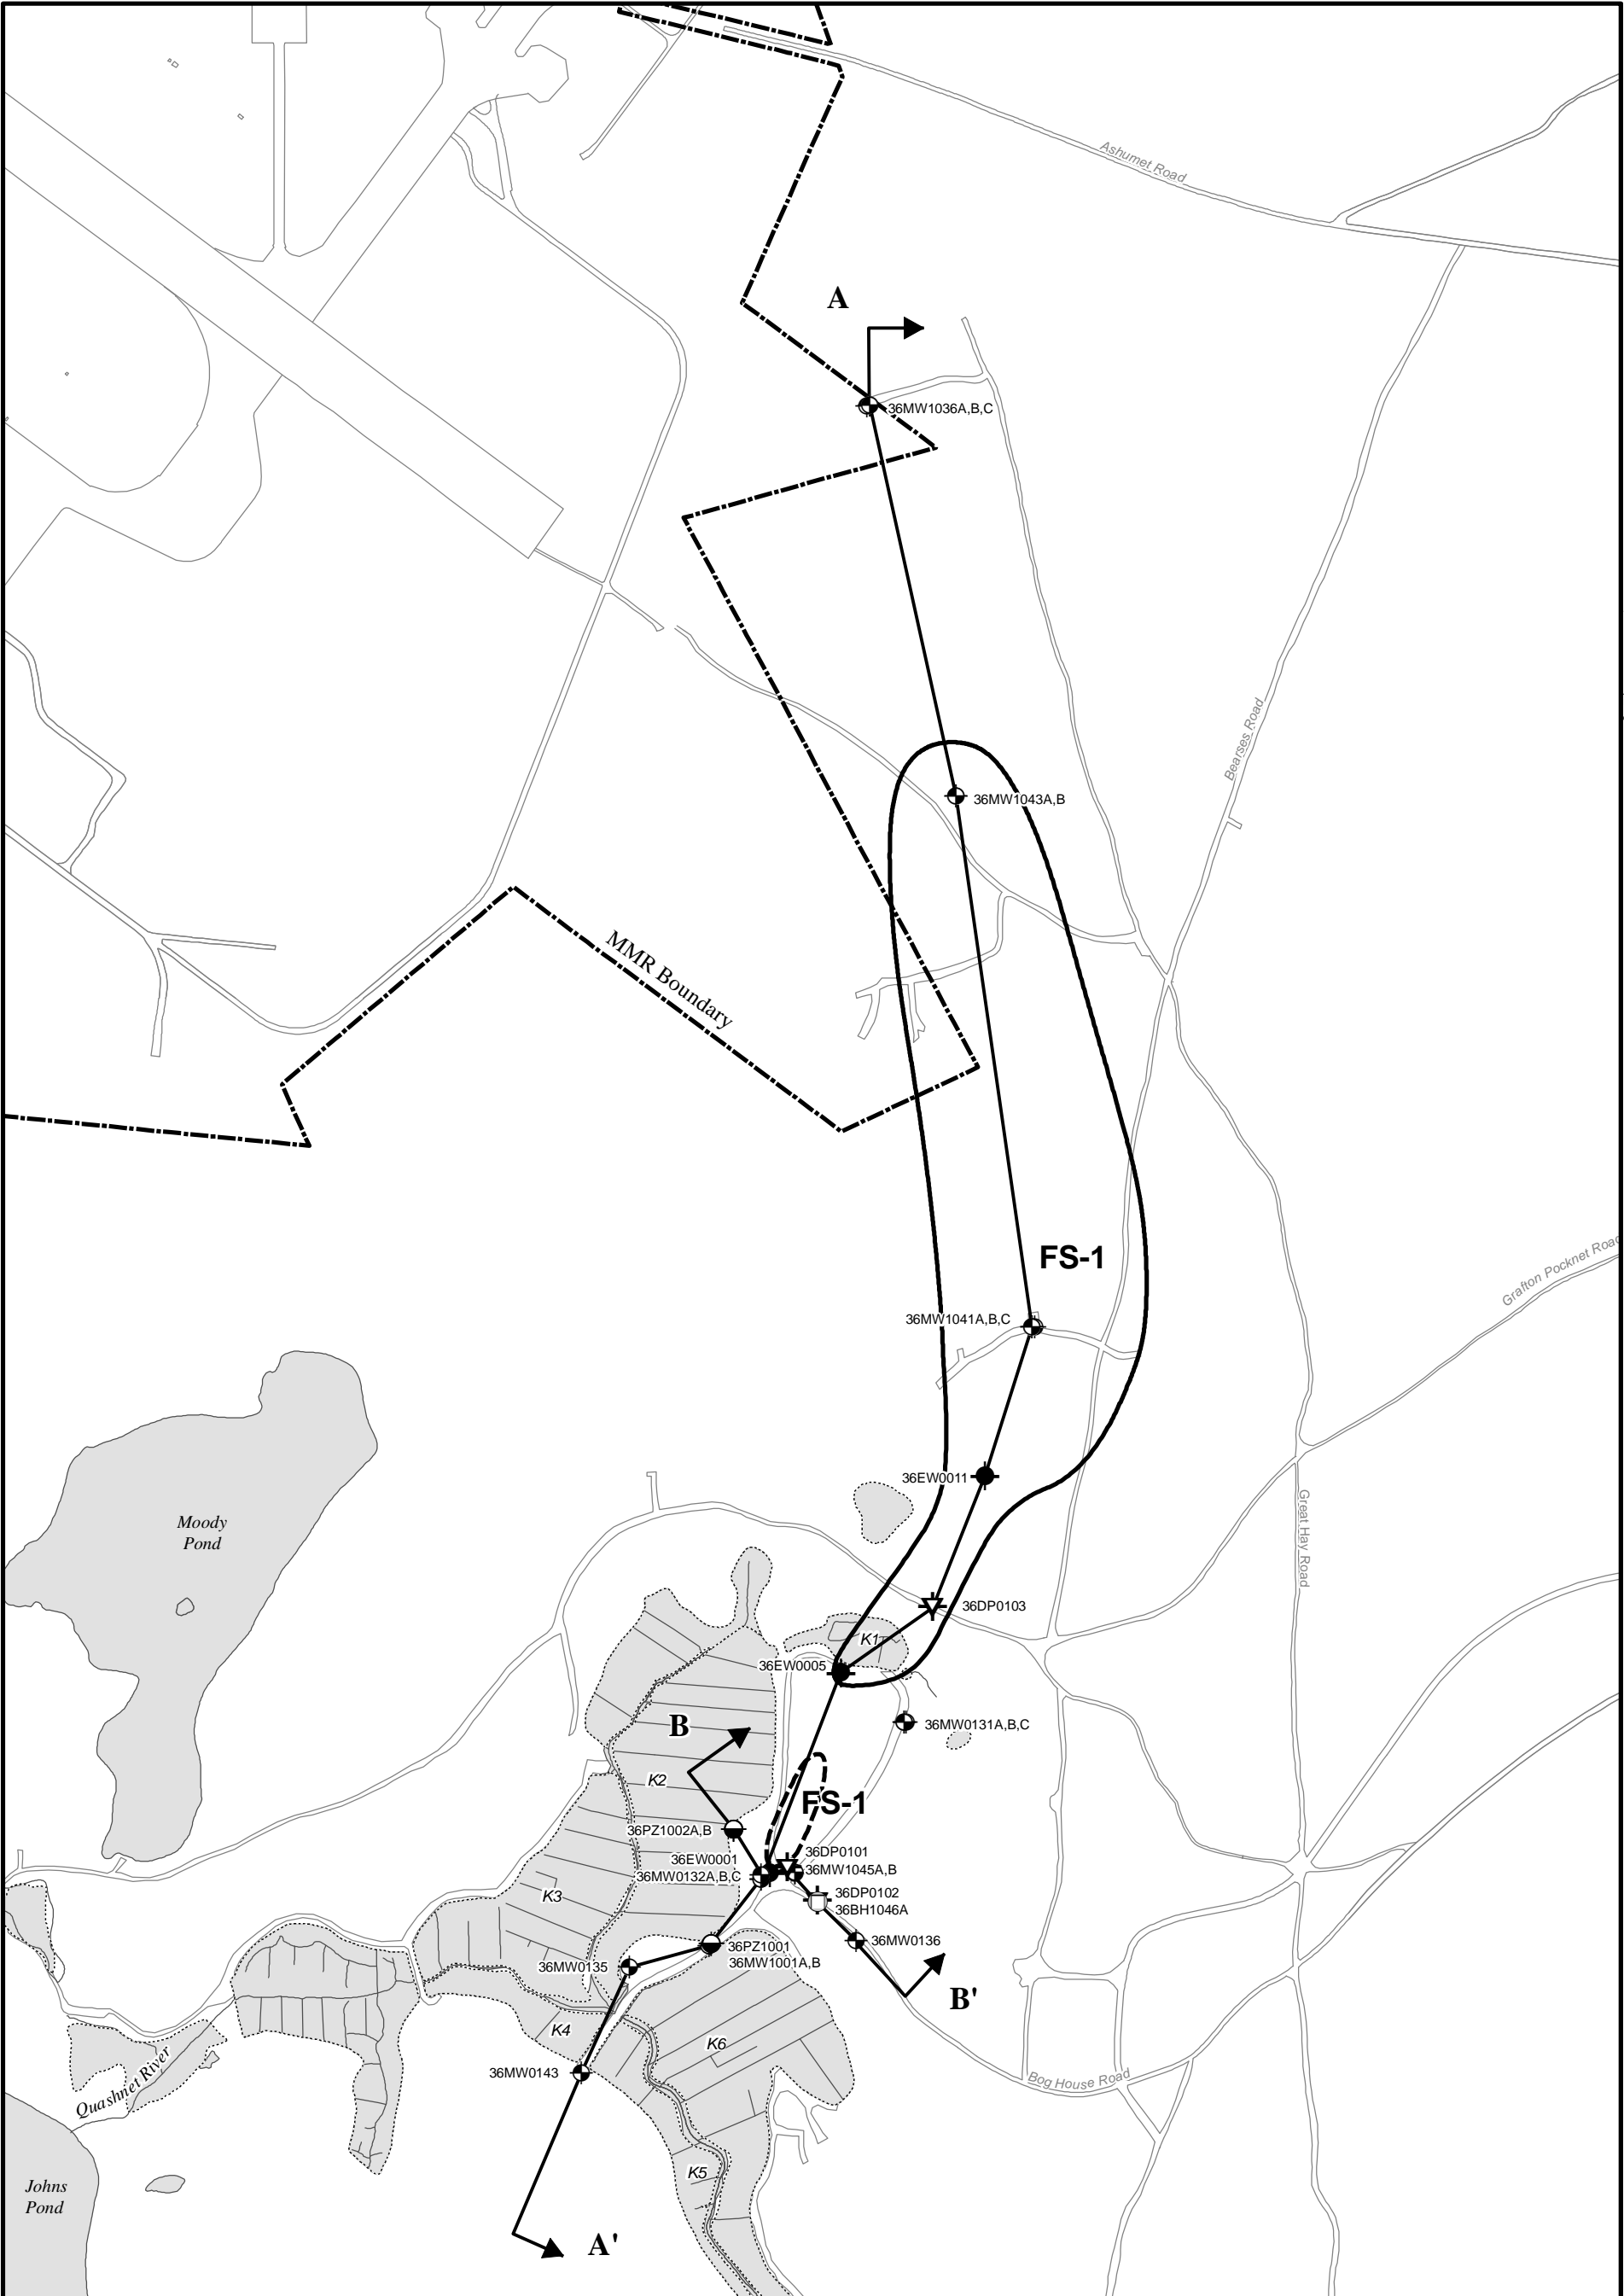 Ashumet Road
A
36MW1036A,B,C
Bearses Road
36MW1043A,B
MMR Boundary
FS-1
Grafton Pocknet Road
36MW1041A,B,C
36EW0011
Great Hay Road
Moody
Pond
36DP0103
K1
36EW0005
36MW0131A,B,C
B
K2
FS-1
36PZ1002A,B
36DP0101
36EW0001
36MW1045A,B
36MW0132A,B,C
36DP0102
K3
36BH1046A
36MW0136
36PZ1001
36MW1001A,B
36MW0135
B'
K4
K6
36MW0143
Bog House Road
Quashnet River
K5
Johns
Pond
A'